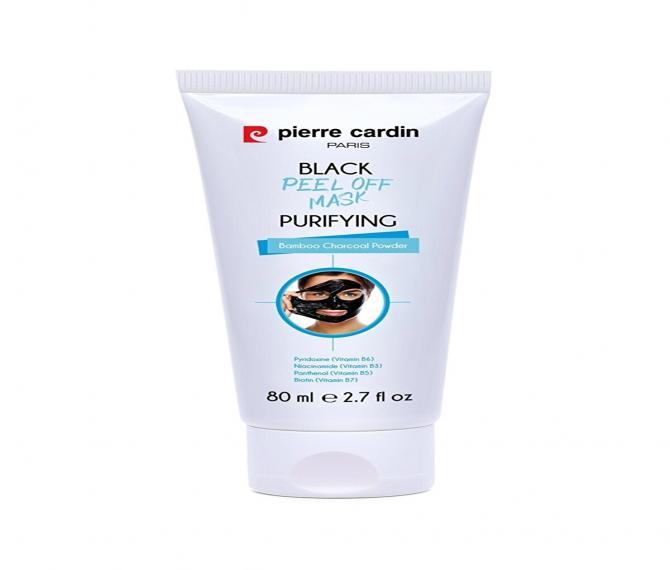 pierre cardin
PARIS
BLACK
PEEL OFF
MASK
PURIFYING
Bamboo Charcoal Powder
Pyridoxine (Vitamin B6)
Niacinamide (Vitamin B3)
Panthenol (Vitamin B5)
Biotin (Vitamin B7)
80 ml ℮ 2.7 fl oz